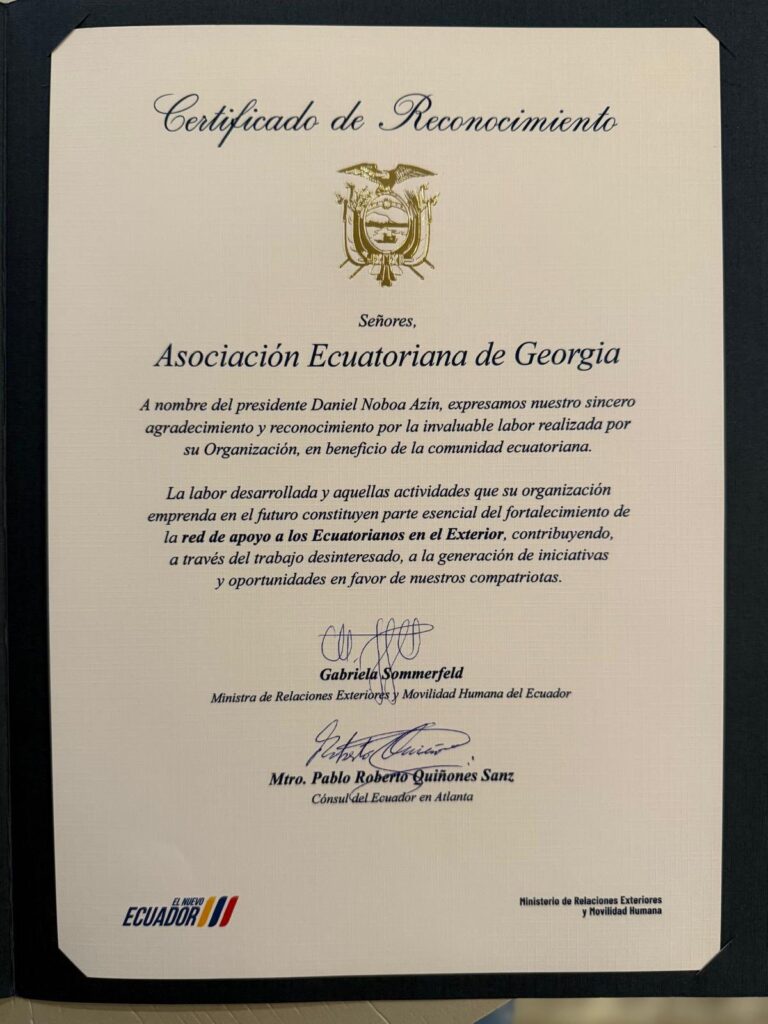 Certificado de Reconocimiento
Señores,
Asociación Ecuatoriana de Georgia
A nombre del presidente Daniel Noboa Azín, expresamos nuestro sincero
agradecimiento y reconocimiento por la invaluable labor realizada por
su Organización, en beneficio de la comunidad ecuatoriana.
La labor desarrollada y aquellas actividades que su organización
emprenda en el futuro constituyen parte esencial del fortalecimiento de
la red de apoyo a los Ecuatorianos en el Exterior, contribuyendo,
a través del trabajo desinteresado, a la generación de iniciativas
y oportunidades en favor de nuestros compatriotas.
Gabriela Sommerfeld
Ministra de Relaciones Exteriores y Movilidad Humana del Ecuador
Roberto Quiñones
Mtro. Pablo Roberto Quiñones Sanz
Cónsul del Ecuador en Atlanta
EL NUEVO
ECUADOR
Ministerio de Relaciones Exteriores
y Movilidad Humana